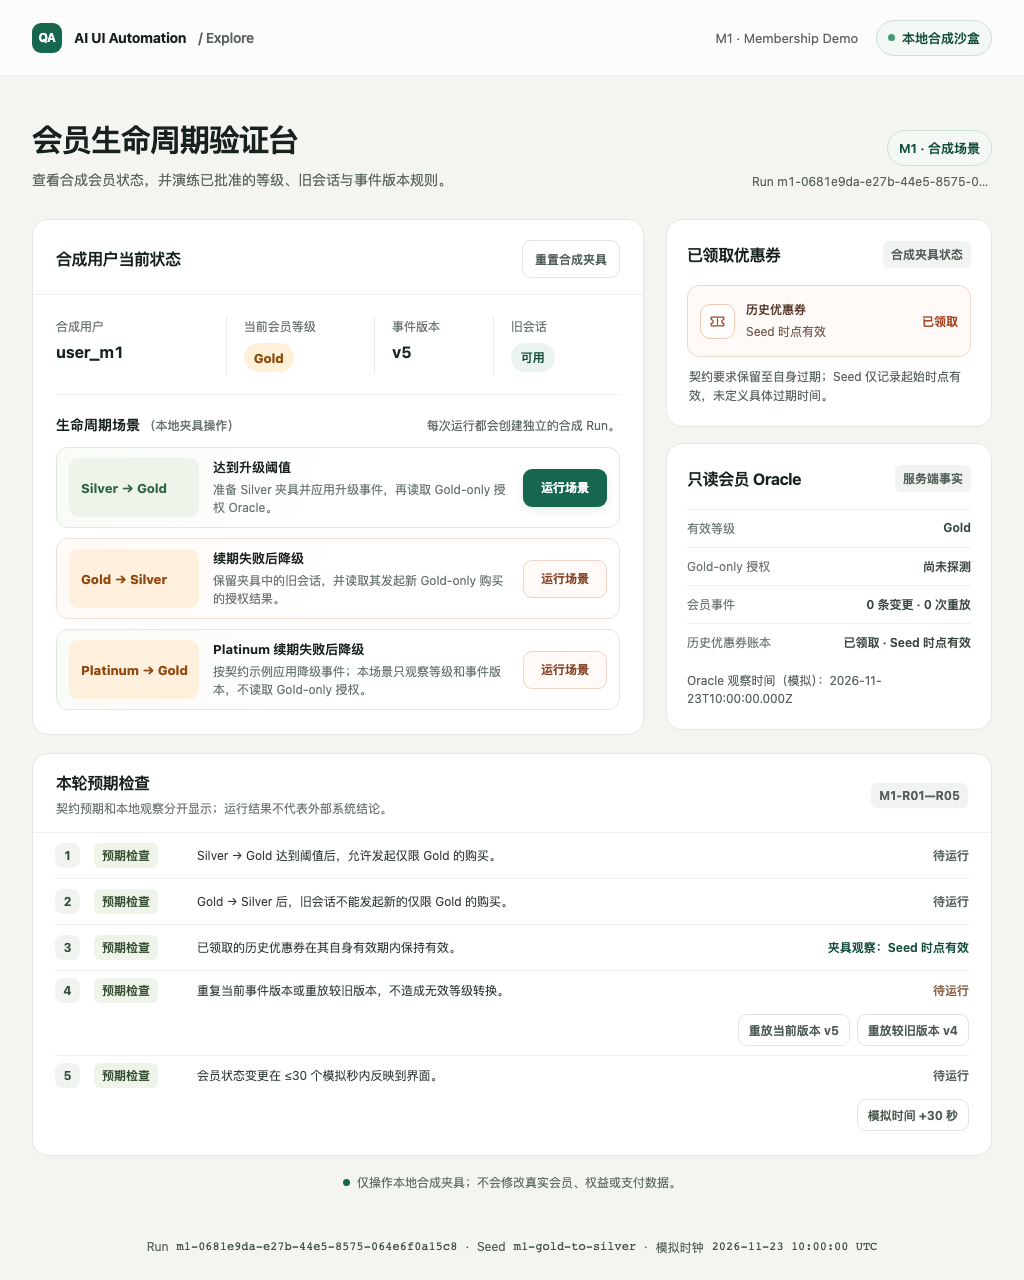 QA AI UI Automation / Explore
M1 · Membership Demo
本地合成沙盒
会员生命周期验证台
查看合成会员状态，并演练已批准的等级、旧会话与事件版本规则。
M1 · 合成场景
Run m1-0681e9da-e27b-44e5-8575-0...
合成用户当前状态
重置合成夹具
合成用户
user_m1
当前会员等级
Gold
事件版本
v5
旧会话
可用
生命周期场景 （本地夹具操作）
每次运行都会创建独立的合成 Run。
Silver → Gold
达到升级阈值
准备 Silver 夹具并应用升级事件，再读取 Gold-only 授
权 Oracle。
运行场景
Gold → Silver
续期失败后降级
保留夹具中的旧会话，并读取其发起新 Gold-only 购买
的授权结果。
运行场景
Platinum → Gold
Platinum 续期失败后降级
按契约示例应用降级事件；本场景只观察等级和事件版
本，不读取 Gold-only 授权。
运行场景
已领取优惠券
合成夹具状态
历史优惠券
Seed 时点有效
已领取
契约要求保留至自身过期；Seed 仅记录起始时点有
效，未定义具体过期时间。
只读会员 Oracle
服务端事实
有效等级 Gold
Gold-only 授权 尚未探测
会员事件 0 条变更 · 0 次重放
历史优惠券账本 已领取 · Seed 时点有效
Oracle 观察时间（模拟）：2026-11-
23T10:00:00.000Z
本轮预期检查
契约预期和本地观察分开显示；运行结果不代表外部系统结论。
M1-R01—R05
1 预期检查 Silver → Gold 达到阈值后，允许发起仅限 Gold 的购买。 待运行
2 预期检查 Gold → Silver 后，旧会话不能发起新的仅限 Gold 的购买。 待运行
3 预期检查 已领取的历史优惠券在其自身有效期内保持有效。 夹具观察：Seed 时点有效
4 预期检查 重复当前事件版本或重放较旧版本，不造成无效等级转换。 待运行
重放当前版本 v5 重放较旧版本 v4
5 预期检查 会员状态变更在 ≤30 个模拟秒内反映到界面。 待运行
模拟时间 +30 秒
仅操作本地合成夹具；不会修改真实会员、权益或支付数据。
Run m1-0681e9da-e27b-44e5-8575-064e6f0a15c8 · Seed m1-gold-to-silver · 模拟时钟 2026-11-23 10:00:00 UTC